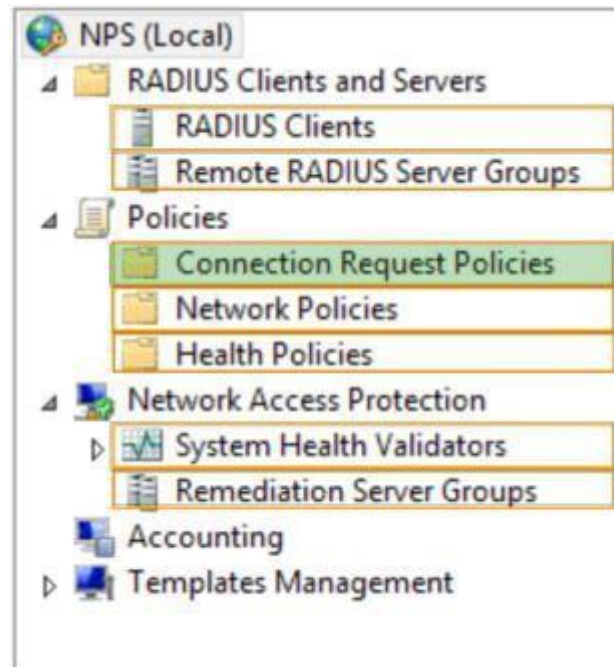 NPS (Local)
RADIUS Clients and Servers
RADIUS Clients
Remote RADIUS Server Groups
Policies
Connection Request Policies
Network Policies
Health Policies
Network Access Protection
System Health Validators
Remediation Server Groups
Accounting
Templates Management